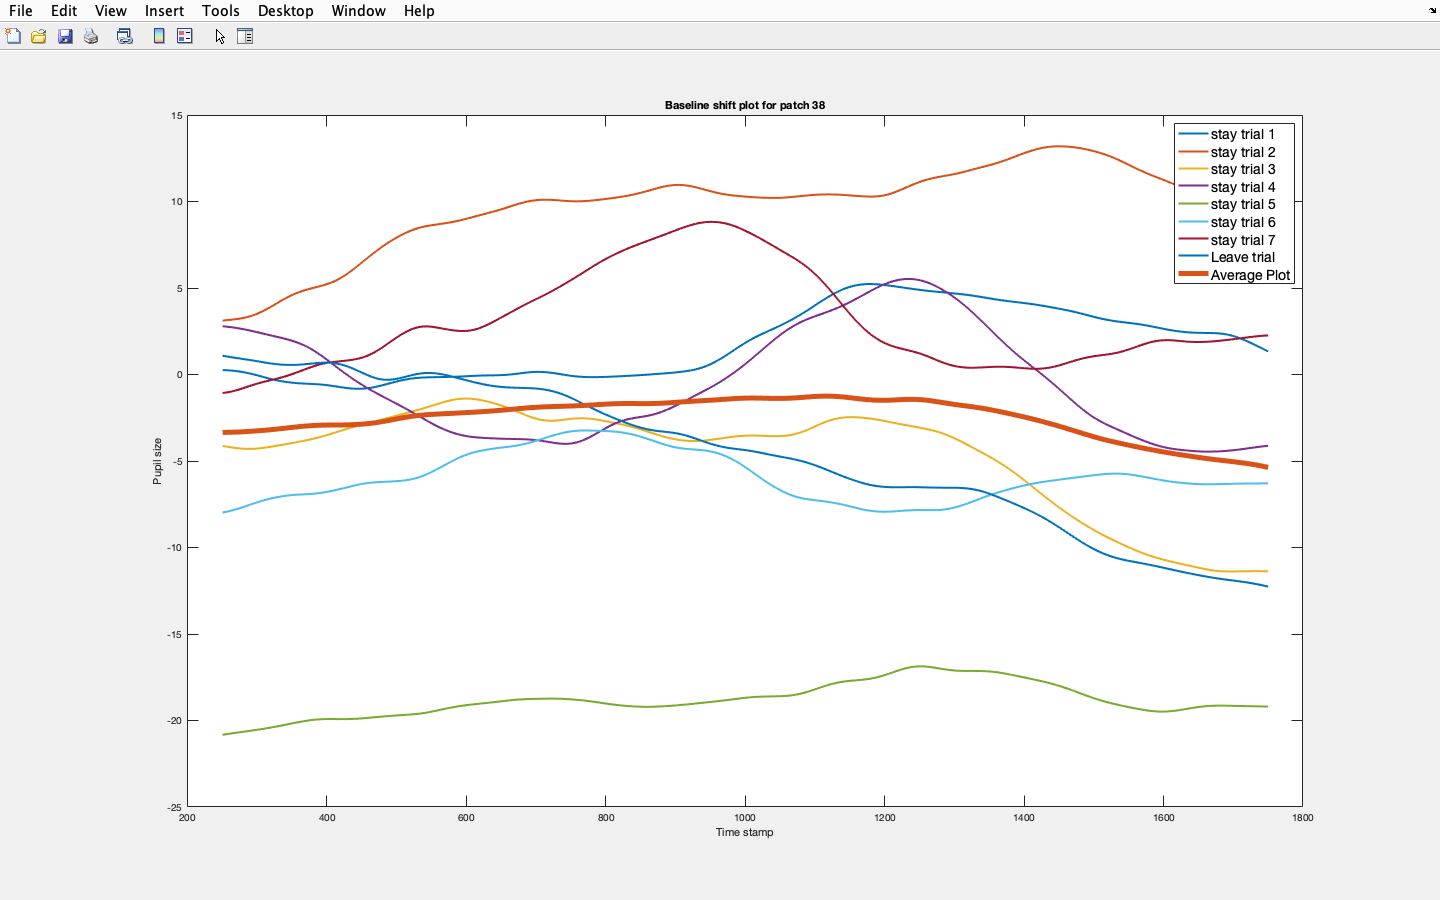 File Edit View Insert Tools Desktop Window Help
Baseline shift plot for patch 38
15
10
5
0
-5
-10
-15
-20
-25
Pupil size
200 400 600 800 1000 1200 1400 1600 1800
Time stamp
stay trial 1
stay trial 2
stay trial 3
stay trial 4
stay trial 5
stay trial 6
stay trial 7
Leave trial
Average Plot